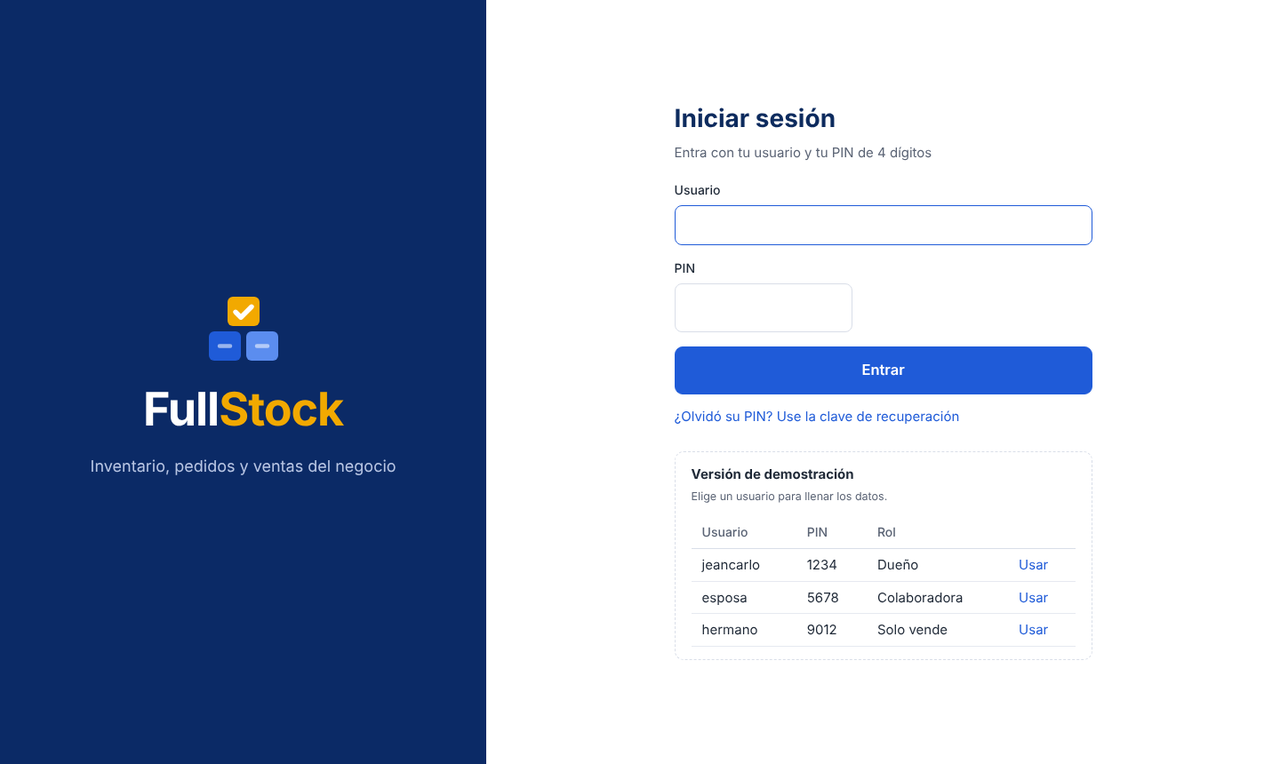 FullStock
Inventario, pedidos y ventas del negocio
Iniciar sesión
Entra con tu usuario y tu PIN de 4 dígitos
Usuario
PIN
Entrar
¿Olvidó su PIN? Use la clave de recuperación
Versión de demostración
Elige un usuario para llenar los datos.
Usuario PIN Rol
jeancarlo 1234 Dueño Usar
esposa 5678 Colaboradora Usar
hermano 9012 Solo vende Usar